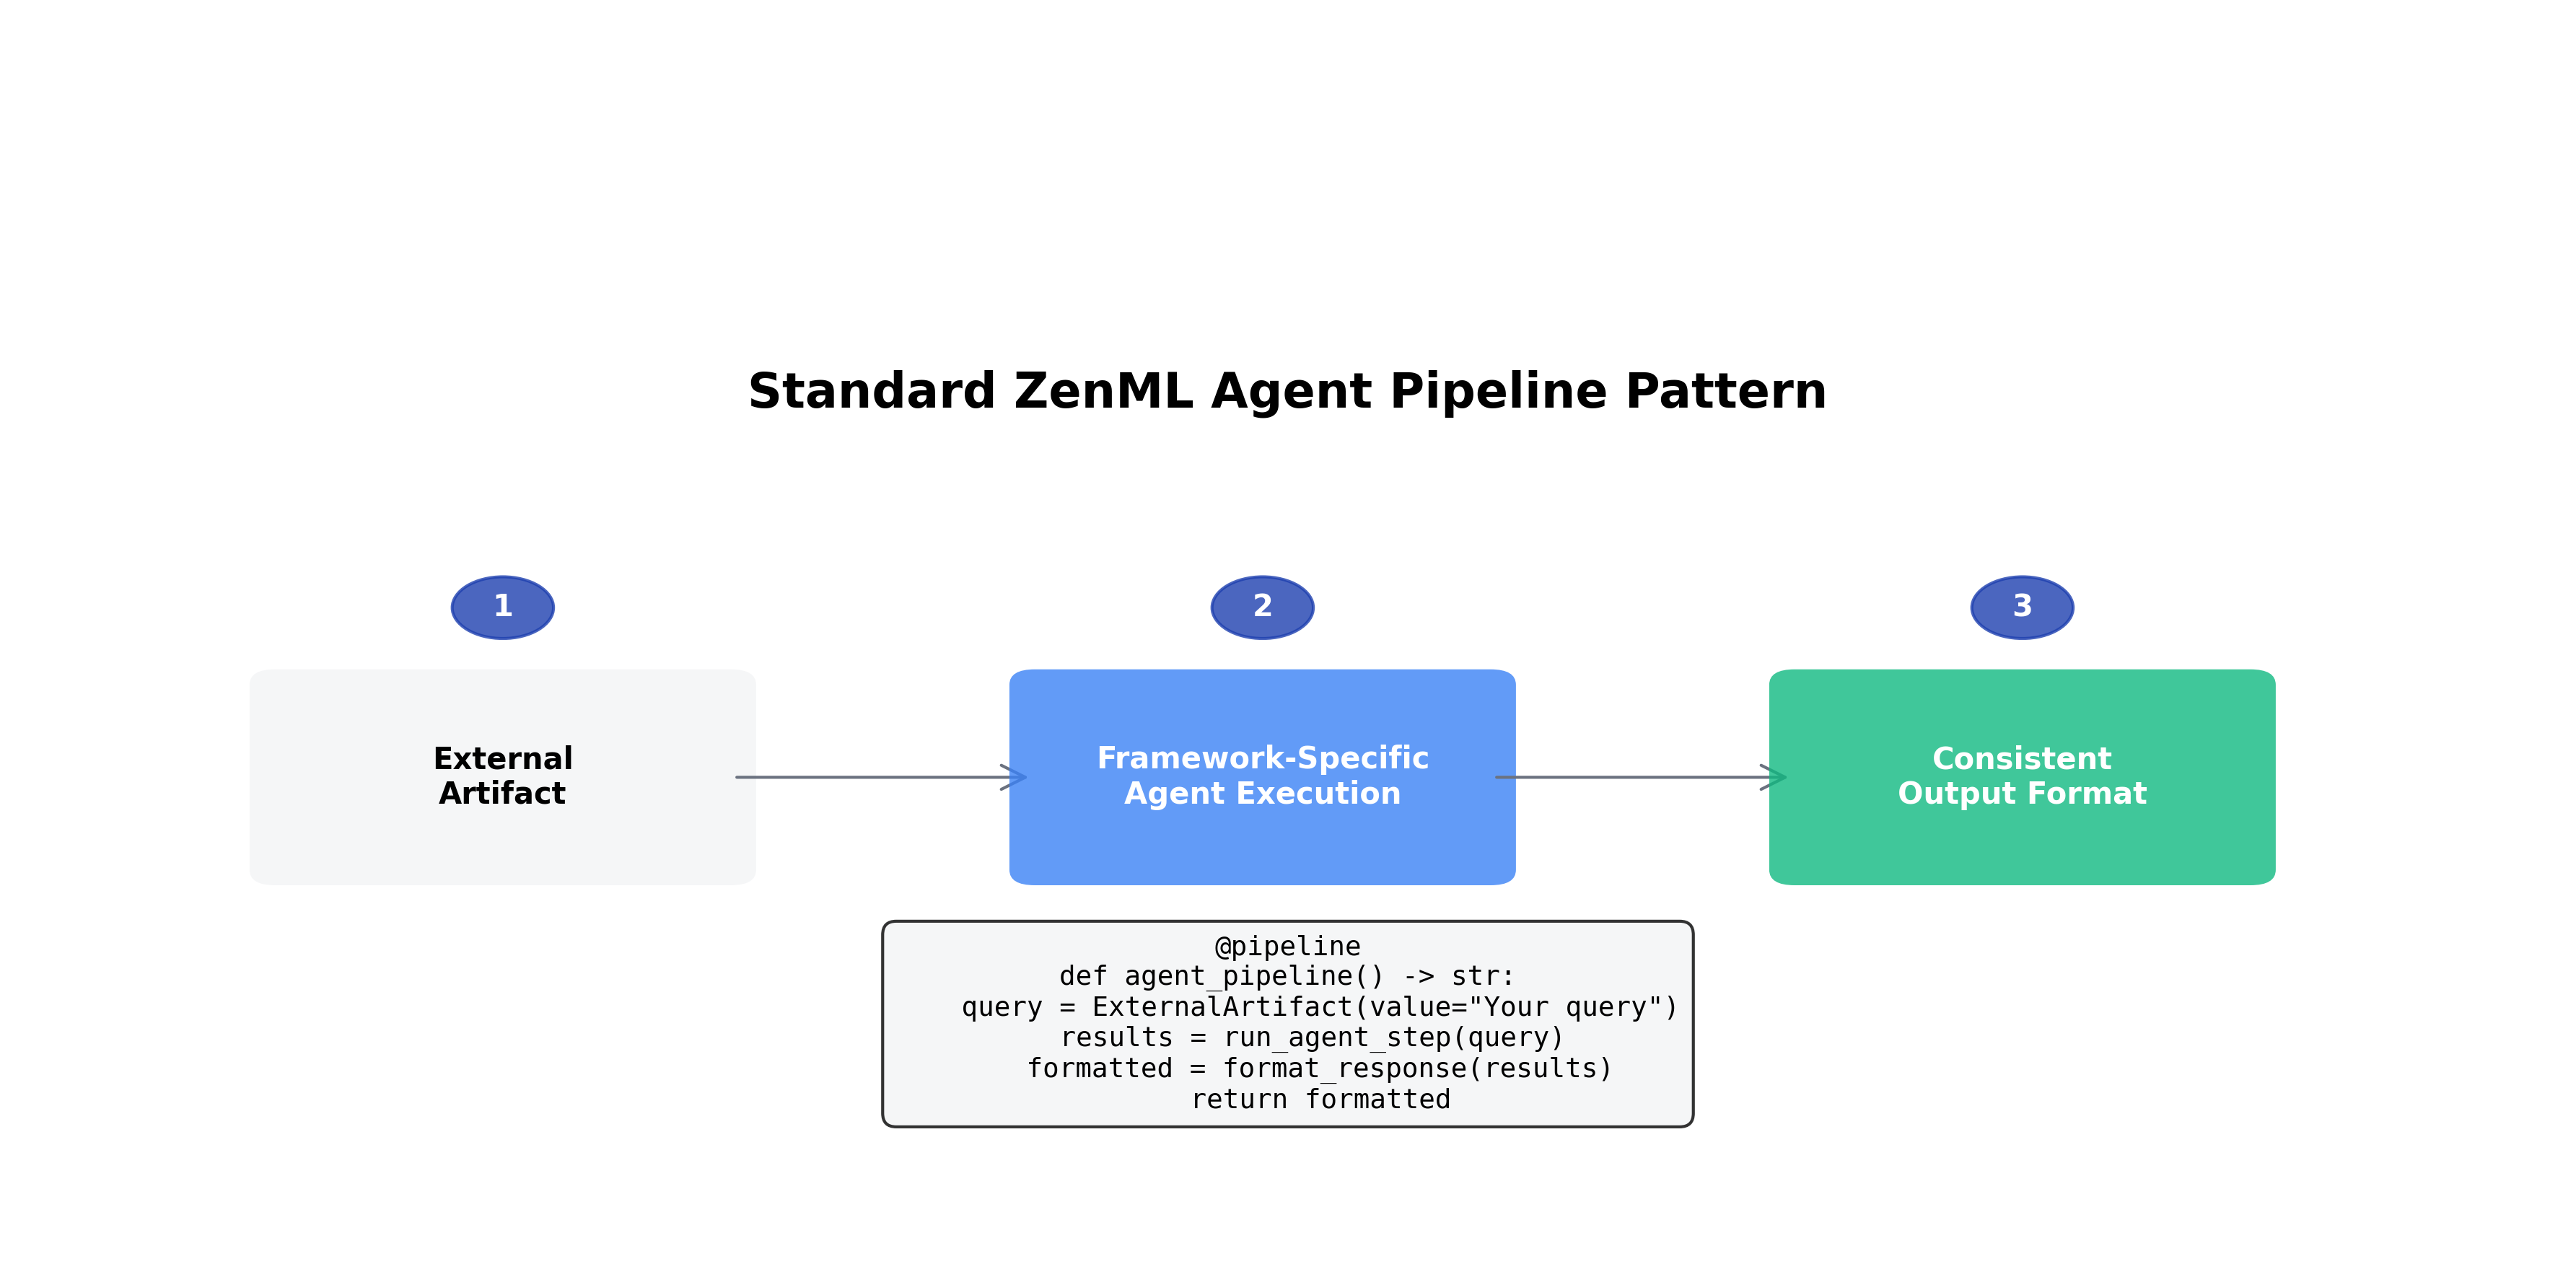 Standard ZenML Agent Pipeline Pattern
1
2
3
External
Artifact
Framework-Specific
Agent Execution
Consistent
Output Format
@pipeline
def agent_pipeline() -> str:
query = ExternalArtifact(value="Your query")
results = run_agent_step(query)
formatted = format_response(results)
return formatted